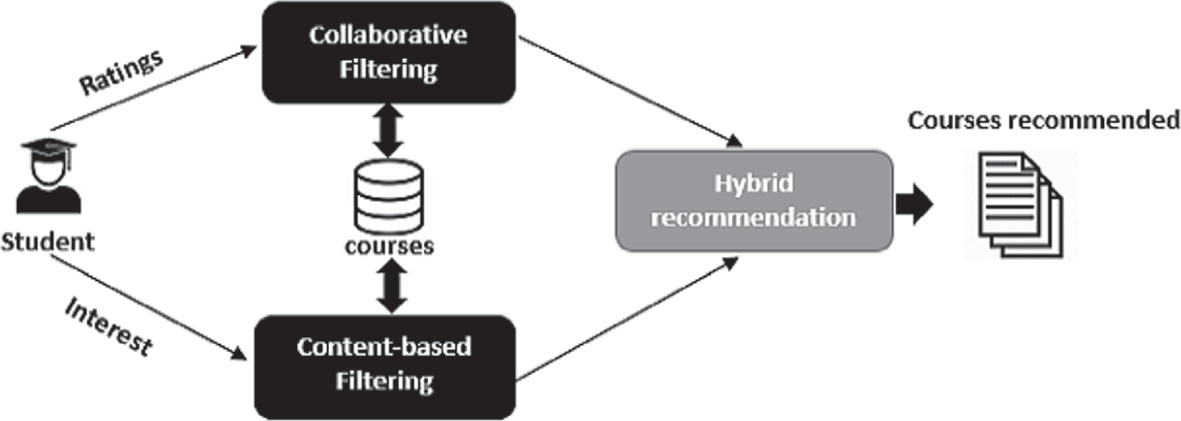 Ratings
Collaborative
Filtering
Courses recommended
Student
courses
Hybrid
recommendation
Interest
Content-based
Filtering